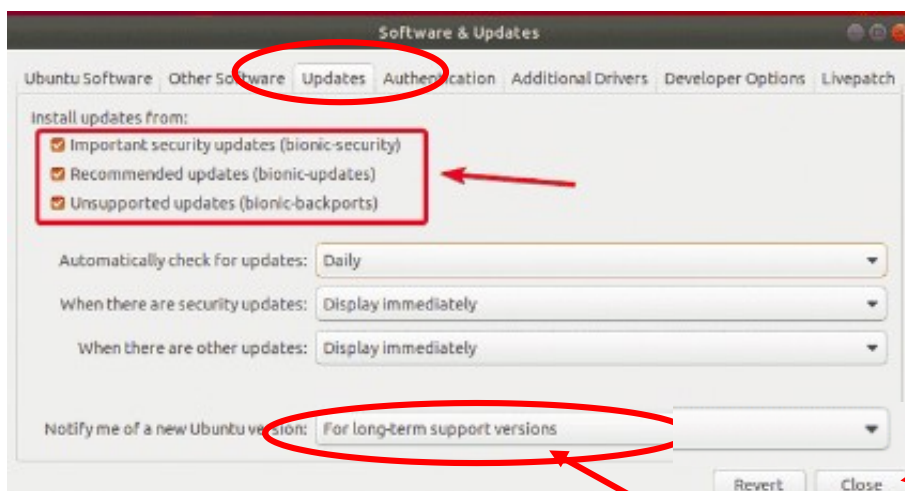 Software & Updates
Ubuntu Software Other Software Updates Authentication Additional Drivers Developer Options Livepatch
Install updates from:
Important security updates (bionic-security)
Recommended updates (bionic-updates)
Unsupported updates (bionic-backports)
Automatically check for updates: Daily
When there are security updates: Display immediately
When there are other updates: Display immediately
Notify me of a new Ubuntu version: For long-term support versions
Revert Close